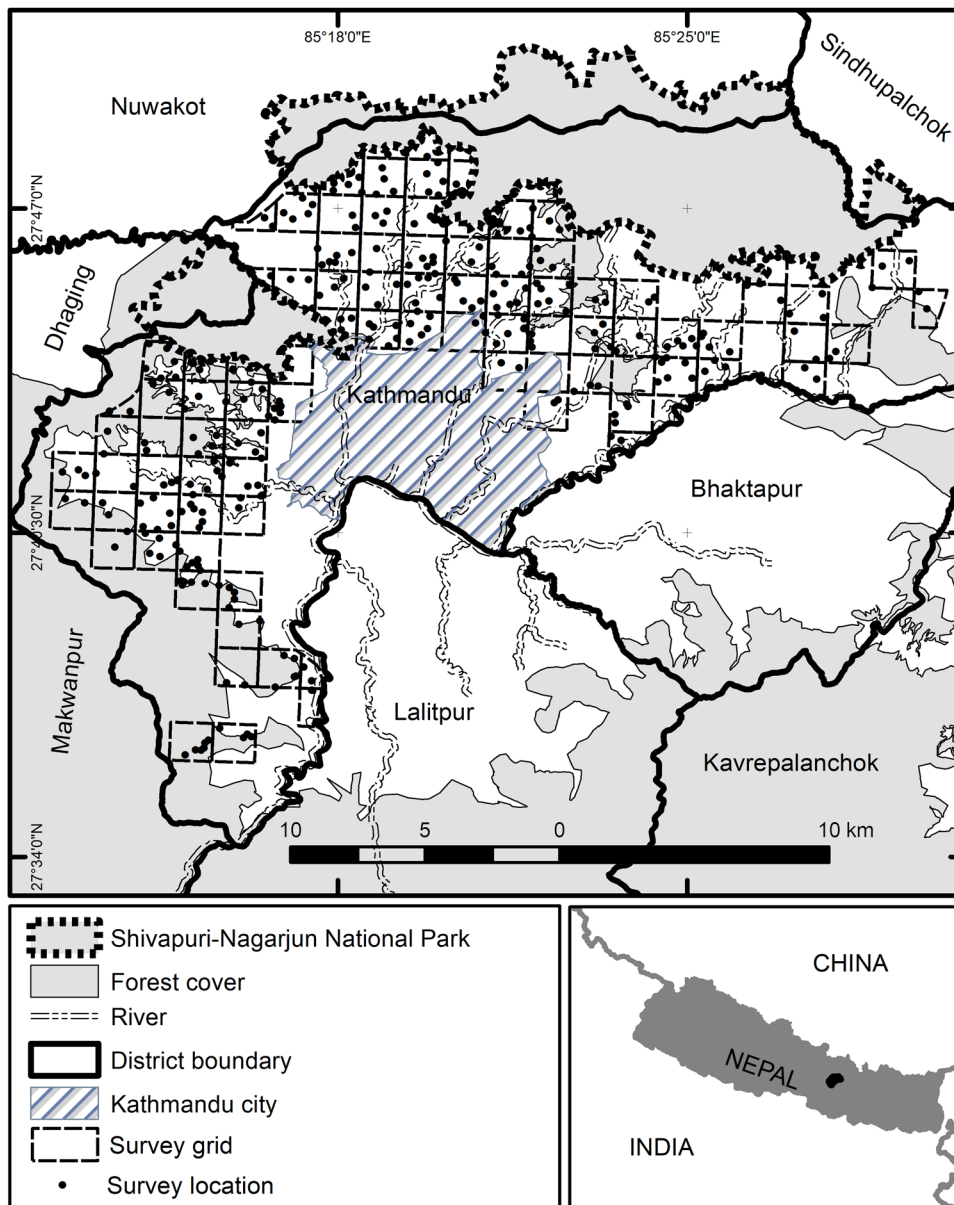 85°18'0"E
85°25'0"E
Sindhupalchok
Nuwakot
27°47'0"N
Dhaging
Kathmandu
Bhaktapur
27°40'30"N
Makwanpur
Lalitpur
Kavrepalanchok
10 5 0 10 km
27°34'0"N
Shivapuri-Nagarjun National Park
Forest cover
River
District boundary
Kathmandu city
Survey grid
Survey location
CHINA
NEPAL
INDIA